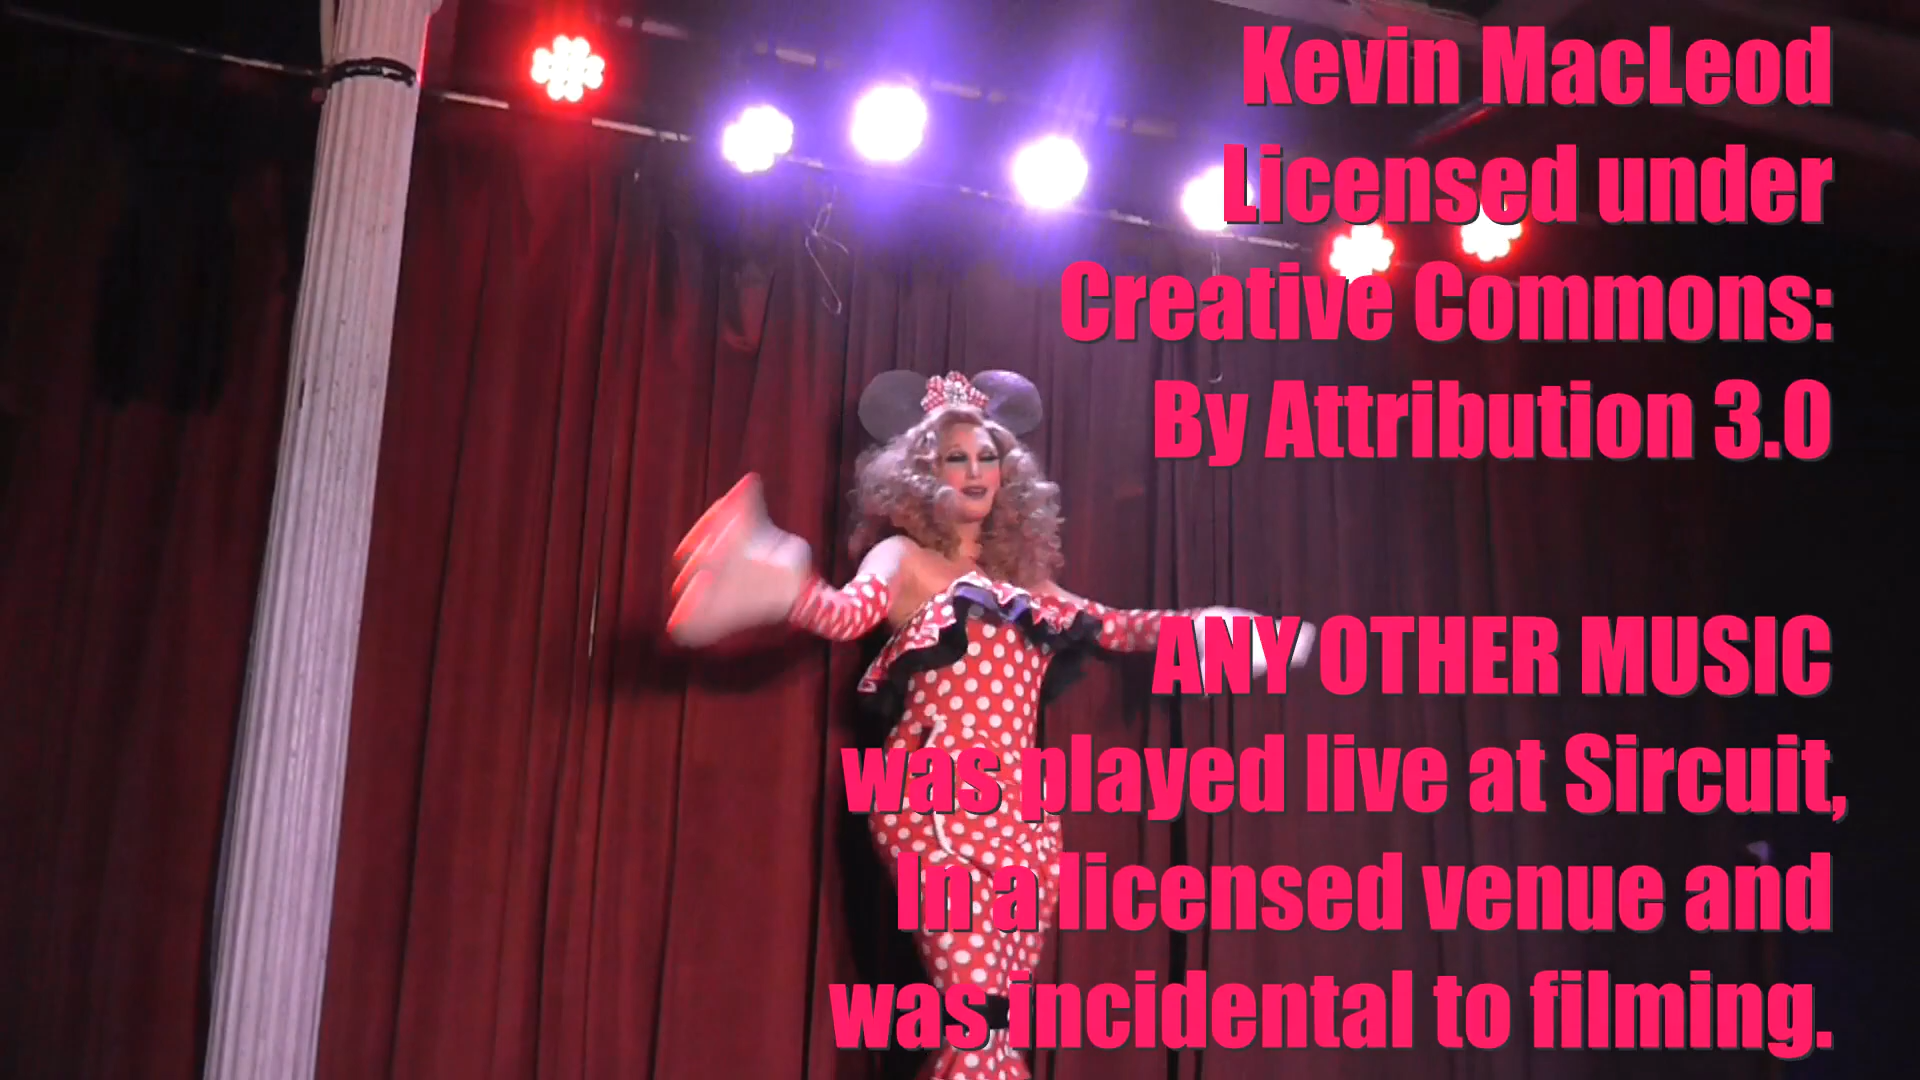 Kevin MacLeod
Licensed under
Creative Commons:
By Attribution 3.0
ANY OTHER MUSIC
was played live at Sircuit,
In a licensed venue and
was incidental to filming.